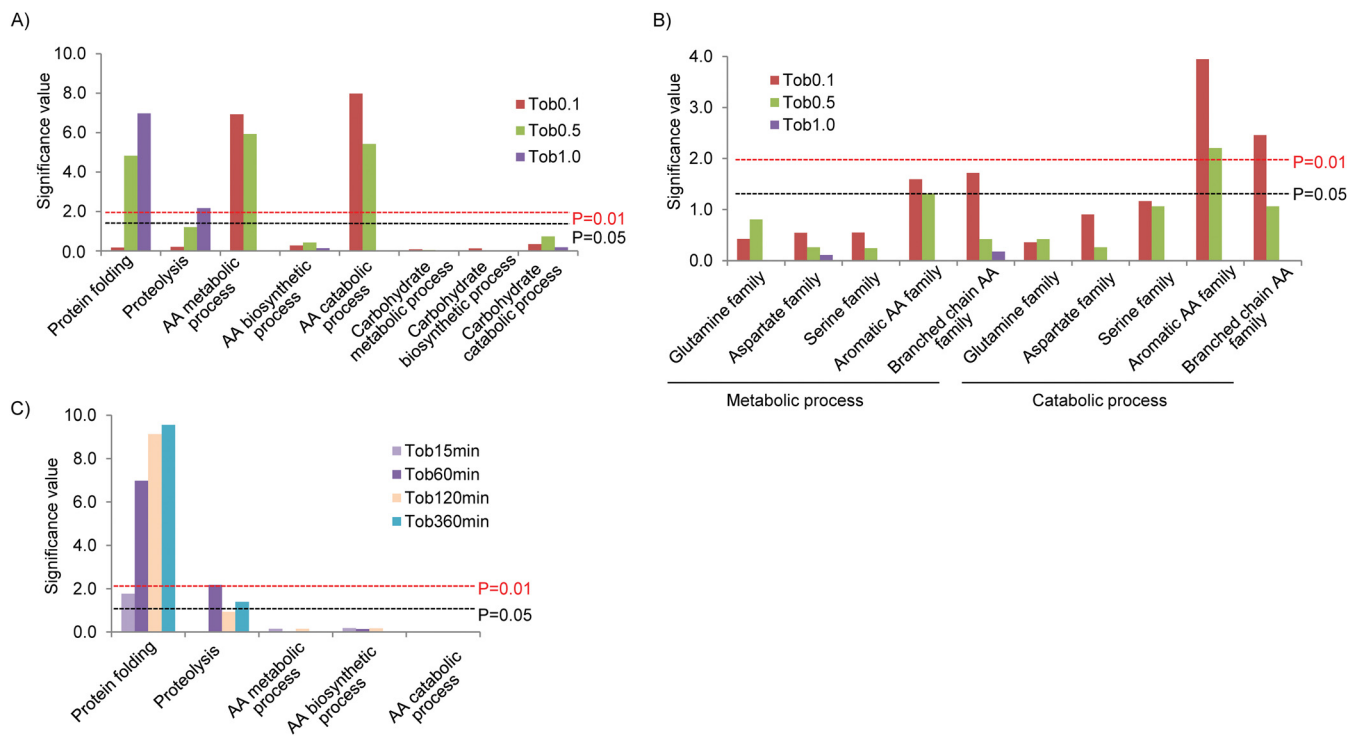 A)
Significance value
10.0
8.0
6.0
4.0
2.0
0.0
Tob0.1
Tob0.5
Tob1.0
P=0.01
P=0.05
Protein folding
Proteolysis
AA metabolic
process
AA biosynthetic
process
AA catabolic
process
Carbohydrate
metabolic process
Carbohydrate
biosynthetic process
Carbohydrate
catabolic process
B)
Significance value
4.0
3.0
2.0
1.0
0.0
Tob0.1
Tob0.5
Tob1.0
P=0.01
P=0.05
Glutamine family
Aspartate family
Serine family
Aromatic AA family
Branched chain AA
family
Glutamine family
Aspartate family
Serine family
Aromatic AA family
Branched chain AA
family
Metabolic process
Catabolic process
C)
Significance value
10.0
8.0
6.0
4.0
2.0
0.0
Tob15min
Tob60min
Tob120min
Tob360min
P=0.01
P=0.05
Protein folding
Proteolysis
AA metabolic
process
AA biosynthetic
process
AA catabolic
process